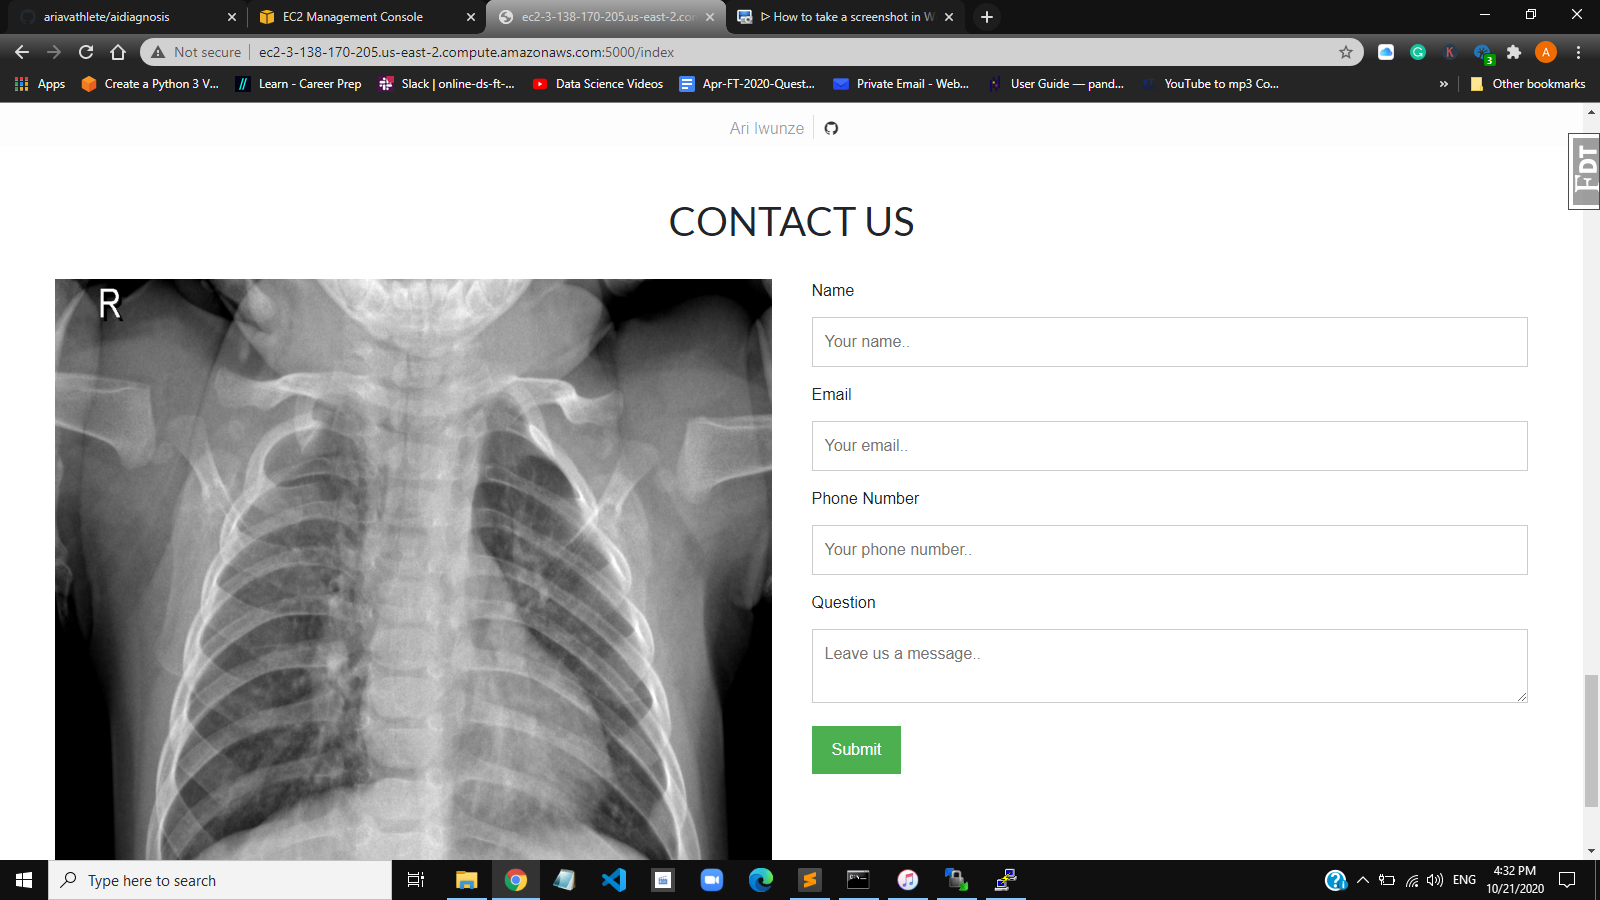 ariavathlete/aidiagnosis
EC2 Management Console
ec2-3-138-170-205.us-east-2.con
ᐅ How to take a screenshot in W
Not secure
ec2-3-138-170-205.us-east-2.compute.amazonaws.com:5000/index
A
3
K
Apps
Create a Python 3 V...
Learn - Career Prep
Slack | online-ds-ft-...
Data Science Videos
Apr-FT-2020-Quest...
Private Email - Web...
User Guide — pand...
YouTube to mp3 Co...
»
Other bookmarks
Ari Iwunze
FDT
CONTACT US
R
Name
Your name..
Email
Your email..
Phone Number
Your phone number..
Question
Leave us a message..
Submit
Type here to search
ENG
4:32 PM
10/21/2020